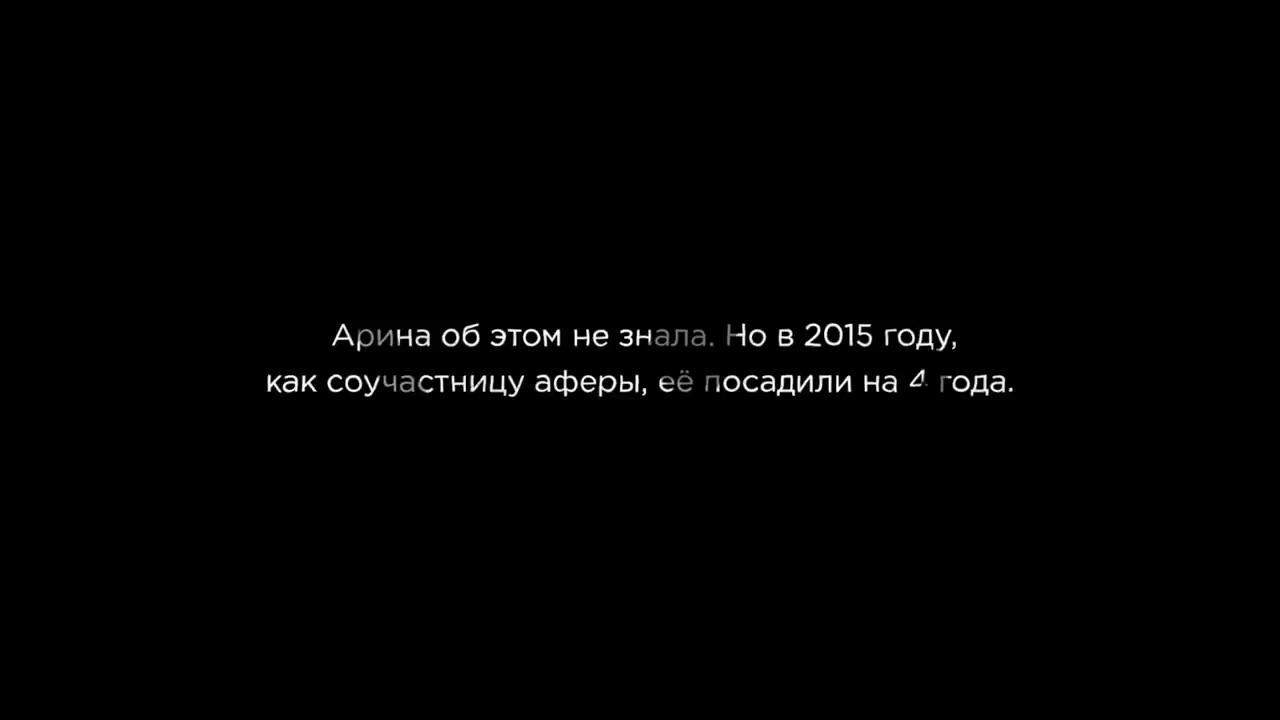 Арина об этом не знала. Но в 2015 году,
как соучастницу аферы, её посадили на 4 года.